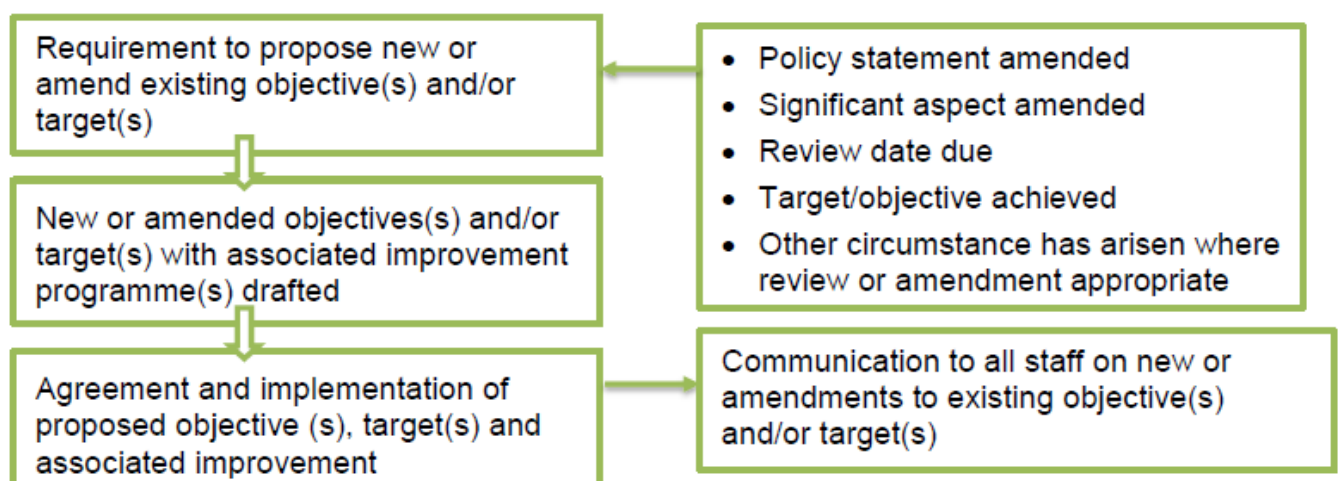 Requirement to propose new or
amend existing objective(s) and/or
target(s)
• Policy statement amended
• Significant aspect amended
• Review date due
• Target/objective achieved
• Other circumstance has arisen where
review or amendment appropriate
New or amended objectives(s) and/or
target(s) with associated improvement
programme(s) drafted
Agreement and implementation of
proposed objective (s), target(s) and
associated improvement
Communication to all staff on new or
amendments to existing objective(s)
and/or target(s)